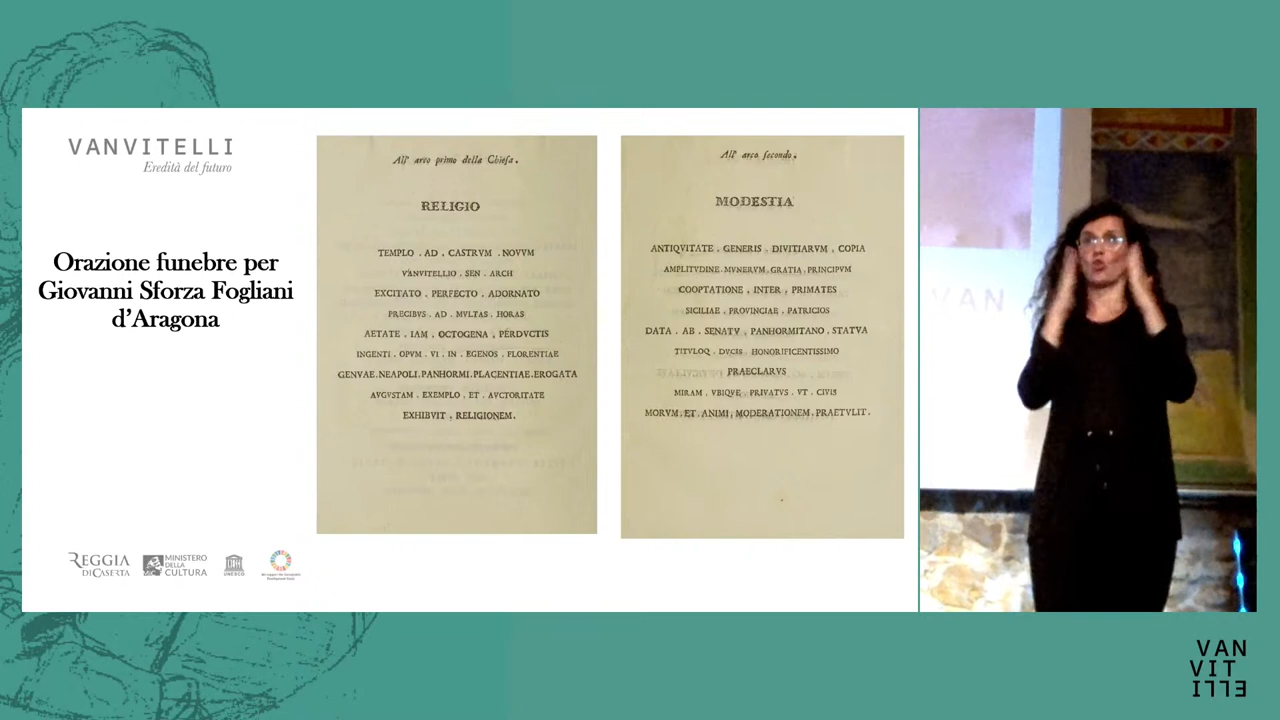 VANVITELLI
Eredità del futuro
Orazione funebre per
Giovanni Sforza Fogliani
d'Aragona
All' arco primo della Chieſa.
RELIGIO
TEMPLO . AD . CASTRVM . NOVVM
VANVITELLIO . SEN . ARCH
EXCITATO . PERFECTO . ADORNATO
PRECIBVS . AD . MVLTAS . HORAS
AETATE . IAM . OCTOGENA . PERDVCTIS
INGENTI . OPVM . VI . IN . EGENOS . FLORENTIAE
GENVAE . NEAPOLI . PANHORMI . PLACENTIAE . EROGATA
AVGVSTAM . EXEMPLO . ET . AVCTORITATE
EXHIBVIT . RELIGIONEM .
All' arco ſecondo.
MODESTIA
ANTIQVITATE . GENERIS . DIVITIARVM . COPIA
AMPLITVDINE . MVNERVM . GRATIA . PRINCIPVM
COOPTATIONE . INTER . PRIMATES
SICILIAE . PROVINCIAE . PATRICIOS
DATA . AB . SENATV . PANHORMITANO . STATVA
TITVLOQ . DVCIS . HONORIFICENTISSIMO
PRAECLARVS
MIRAM . VBIQVE . PRIVATVS . VT . CIVIS
MORVM . ET . ANIMI . MODERATIONEM . PRAETVLIT .
REGGIA
DI CASERTA
MINISTERO
DELLA
CULTURA
UNESCO
VAN
VAN
VIT
ELLI